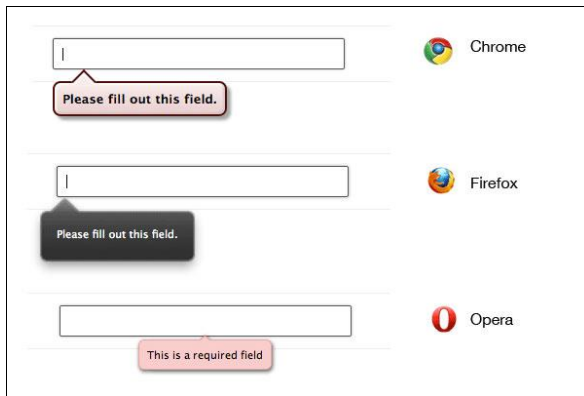 Chrome
Please fill out this field.
Firefox
Please fill out this field.
Opera
This is a required field